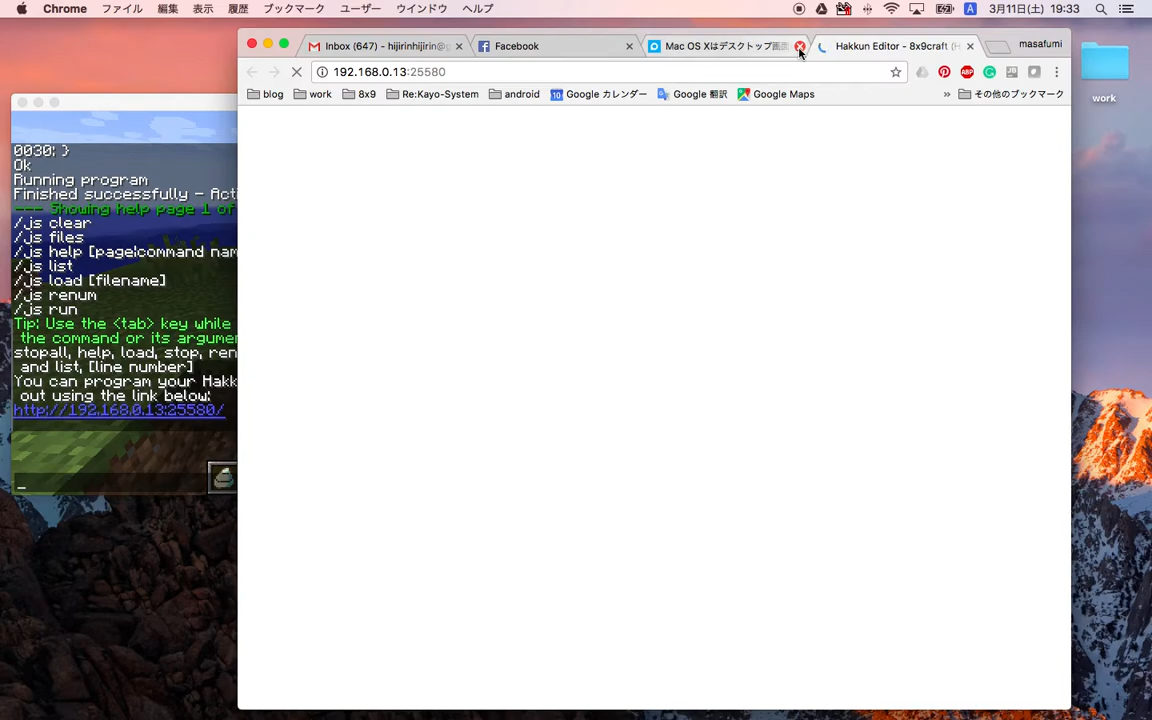 Chrome ファイル 編集 表示 履歴 ブックマーク ユーザー ウインドウ ヘルプ
A 3月11日(土) 19:33
Inbox (647) - hijirinhijirin@g
Facebook
Mac OS Xはデスクトップ画面
Hakkun Editor - 8x9craft (H
masafumi
192.168.0.13:25580
ABP
blog work 8x9 Re:Kayo-System android 10 Google カレンダー Google 翻訳 Google Maps » その他のブックマーク
work
0030: }
Ok
Running program
Finished successfully - Acti
--- Showing help page 1 of
/js clear
/js files
/js help [page|command nam
/js list
/js load [filename]
/js renum
/js run
Tip: Use the <tab> key while
the command or its argumen
stopall, help, load, stop, ren
and list, [line number]
You can program your Hakk
out using the link below:
http://192.168.0.13:25580/
_